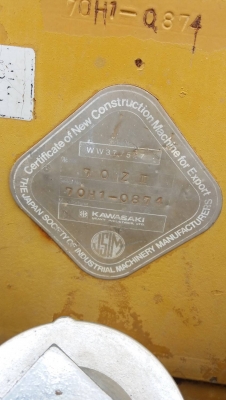 70H1-0874
Certificate of New Construction Machine for Export
70Z
70H1-0874
KAWASAKI
THE JAPAN SOCIETY OF INDUSTRIAL MACHINERY MANUFACTURERS